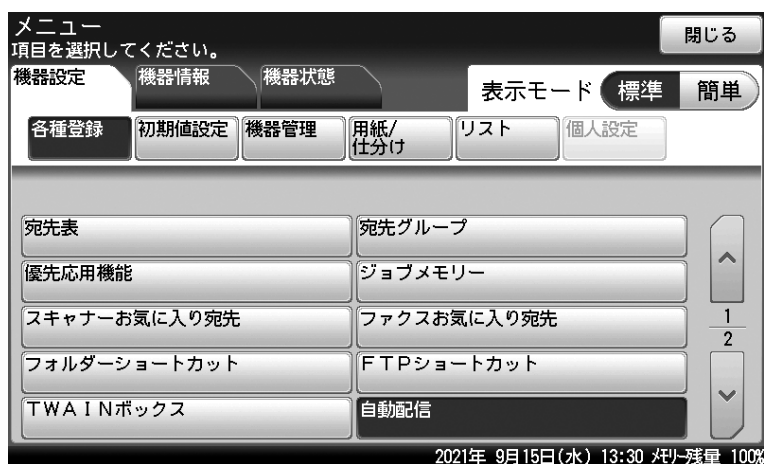 メニュー
項目を選択してください。
閉じる
機器設定
機器情報
機器状態
表示モード
標準
簡単
各種登録
初期値設定
機器管理
用紙/
仕分け
リスト
個人設定
宛先表
宛先グループ
優先応用機能
ジョブメモリー
スキャナーお気に入り宛先
ファクスお気に入り宛先
フォルダーショートカット
FTPショートカット
TWAINボックス
自動配信
1
2
2021年 9月15日(水) 13:30 メモリー残量 100%